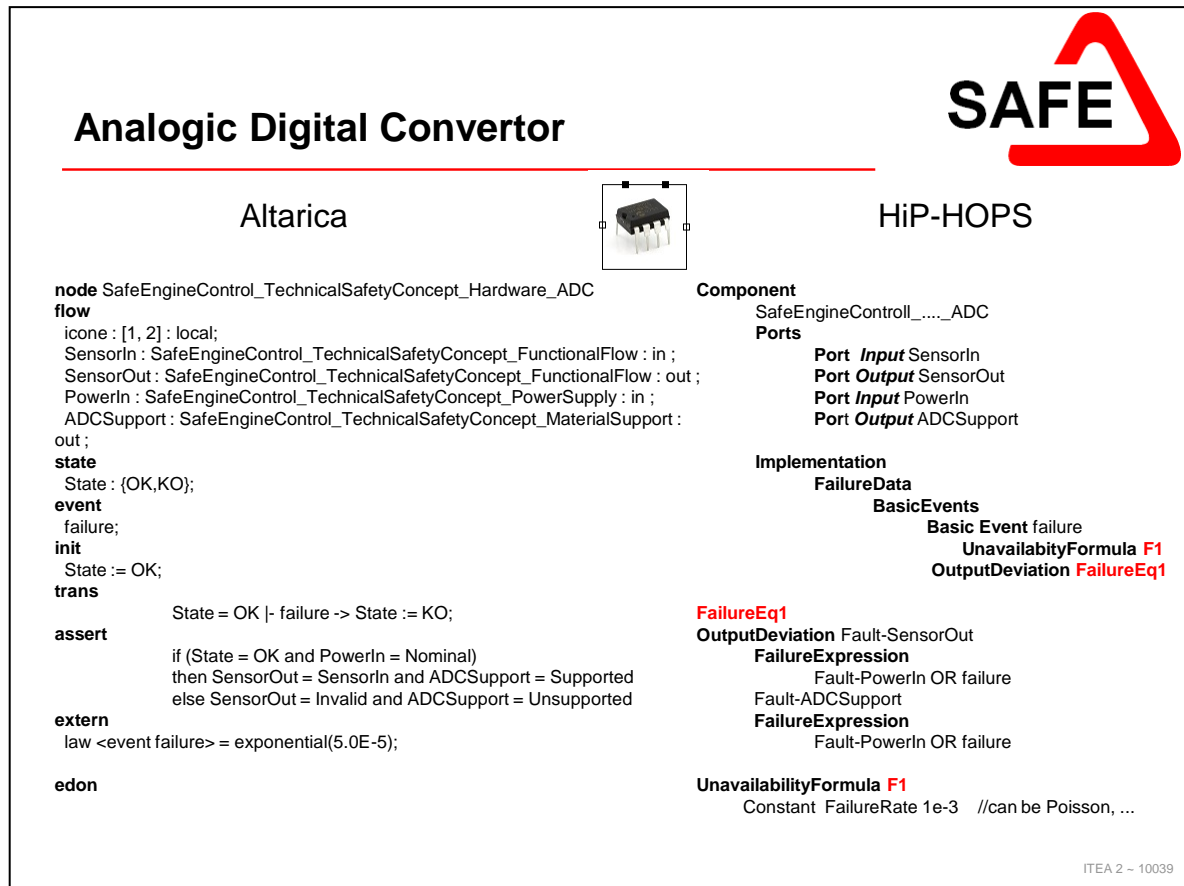 SAFE
Analogic Digital Convertor
Altarica
node SafeEngineControl_TechnicalSafetyConcept_Hardware_ADC
flow
icone : [1, 2] : local;
SensorIn : SafeEngineControl_TechnicalSafetyConcept_FunctionalFlow : in ;
SensorOut : SafeEngineControl_TechnicalSafetyConcept_FunctionalFlow : out ;
PowerIn : SafeEngineControl_TechnicalSafetyConcept_PowerSupply : in ;
ADCSupport : SafeEngineControl_TechnicalSafetyConcept_MaterialSupport :
out ;
state
State : {OK,KO};
event
failure;
init
State := OK;
trans
State = OK |- failure -> State := KO;
assert
if (State = OK and PowerIn = Nominal)
then SensorOut = SensorIn and ADCSupport = Supported
else SensorOut = Invalid and ADCSupport = Unsupported
extern
law <event failure> = exponential(5.0E-5);
edon
HiP-HOPS
Component
SafeEngineControll_...._ADC
Ports
Port Input SensorIn
Port Output SensorOut
Port Input PowerIn
Port Output ADCSupport
Implementation
FailureData
BasicEvents
Basic Event failure
UnavailabityFormula F1
OutputDeviation FailureEq1
FailureEq1
OutputDeviation Fault-SensorOut
FailureExpression
Fault-PowerIn OR failure
Fault-ADCSupport
FailureExpression
Fault-PowerIn OR failure
UnavailabilityFormula F1
Constant FailureRate 1e-3 //can be Poisson, ...
ITEA 2 ~ 10039